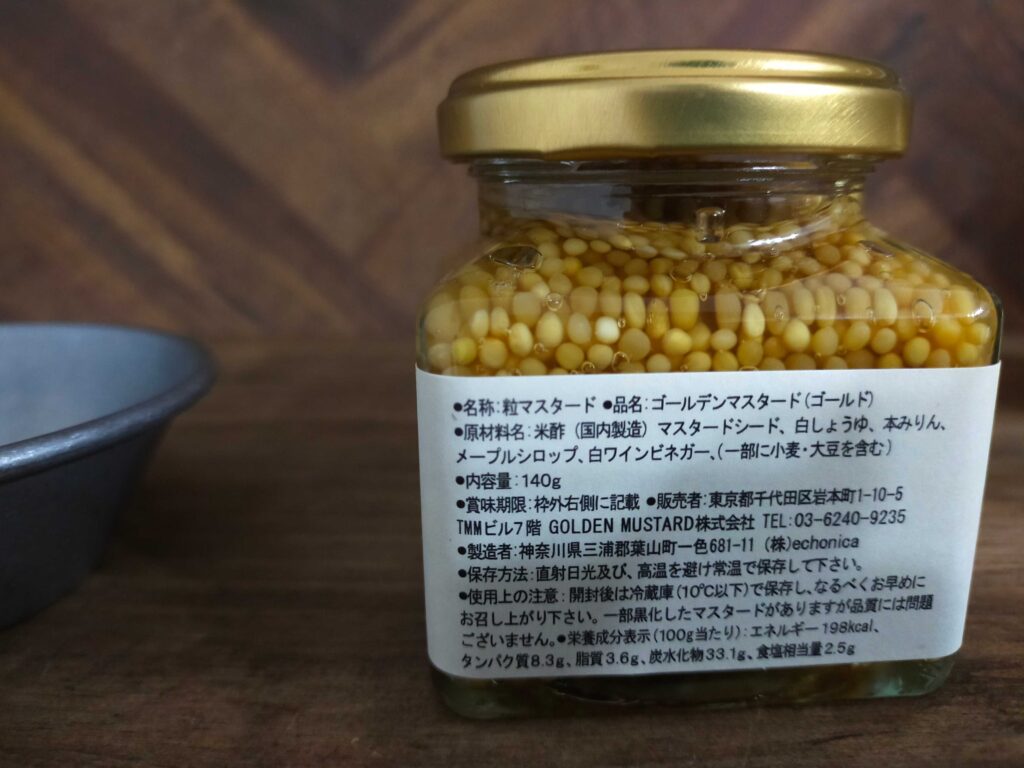 ●名称：粒マスタード ●品名：ゴールデンマスタード（ゴールド）
●原材料名：米酢（国内製造）マスタードシード、白しょうゆ、本みりん、
メープルシロップ、白ワインビネガー、（一部に小麦・大豆を含む）
●内容量：140g
●賞味期限：枠外右側に記載 ●販売者：東京都千代田区岩本町1-10-5
TMMビル7階 GOLDEN MUSTARD株式会社 TEL：03-6240-9235
●製造者：神奈川県三浦郡葉山町一色681-11（株）echonica
●保存方法：直射日光及び、高温を避け常温で保存して下さい。
●使用上の注意：開封後は冷蔵庫（10℃以下）で保存し、なるべくお早めに
お召し上がり下さい。一部黒化したマスタードがありますが品質には問題
ございません。●栄養成分表示（100g当たり）：エネルギー198kcal、
タンパク質8.3g、脂質3.6g、炭水化物33.1g、食塩相当量2.5g